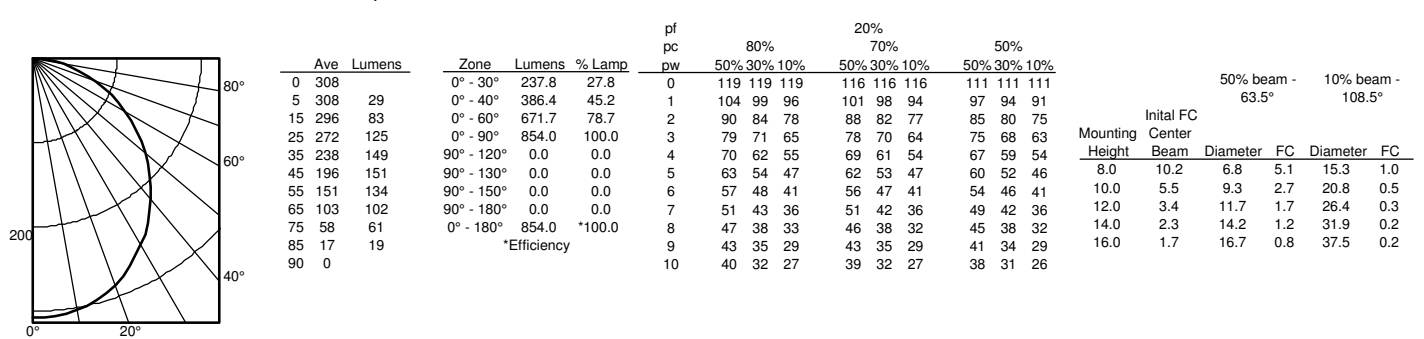 80°
60°
40°
200
0° 20°
Ave Lumens
0 308
5 308 29
15 296 83
25 272 125
35 238 149
45 196 151
55 151 134
65 103 102
75 58 61
85 17 19
90 0
Zone Lumens % Lamp
0° - 30° 237.8 27.8
0° - 40° 386.4 45.2
0° - 60° 671.7 78.7
0° - 90° 854.0 100.0
90° - 120° 0.0 0.0
90° - 130° 0.0 0.0
90° - 150° 0.0 0.0
90° - 180° 0.0 0.0
0° - 180° 854.0 *100.0
*Efficiency
pf 20%
pc 80% 70% 50%
pw 50% 30% 10% 50% 30% 10% 50% 30% 10%
0 119 119 119 116 116 116 111 111 111
1 104 99 96 101 98 94 97 94 91
2 90 84 78 88 82 77 85 80 75
3 79 71 65 78 70 64 75 68 63
4 70 62 55 69 61 54 67 59 54
5 63 54 47 62 53 47 60 52 46
6 57 48 41 56 47 41 54 46 41
7 51 43 36 51 42 36 49 42 36
8 47 38 33 46 38 32 45 38 32
9 43 35 29 43 35 29 41 34 29
10 40 32 27 39 32 27 38 31 26
50% beam - 10% beam -
63.5° 108.5°
Inital FC
Mounting Center
Height Beam Diameter FC Diameter FC
8.0 10.2 6.8 5.1 15.3 1.0
10.0 5.5 9.3 2.7 20.8 0.5
12.0 3.4 11.7 1.7 26.4 0.3
14.0 2.3 14.2 1.2 31.9 0.2
16.0 1.7 16.7 0.8 37.5 0.2